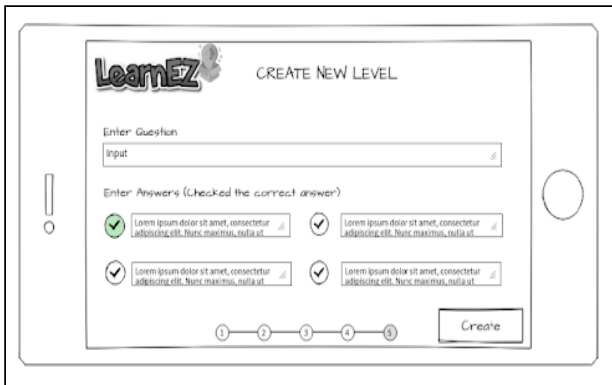 LearnEZ
CREATE NEW LEVEL
Enter Question
Input
Enter Answers (Checked the correct answer)
Lorem ipsum dolor sit amet, consectetur
adipiscing elit. Nunc maximus, nulla ut
Lorem ipsum dolor sit amet, consectetur
adipiscing elit. Nunc maximus, nulla ut
Lorem ipsum dolor sit amet, consectetur
adipiscing elit. Nunc maximus, nulla ut
Lorem ipsum dolor sit amet, consectetur
adipiscing elit. Nunc maximus, nulla ut
1 2 3 4 5
Create